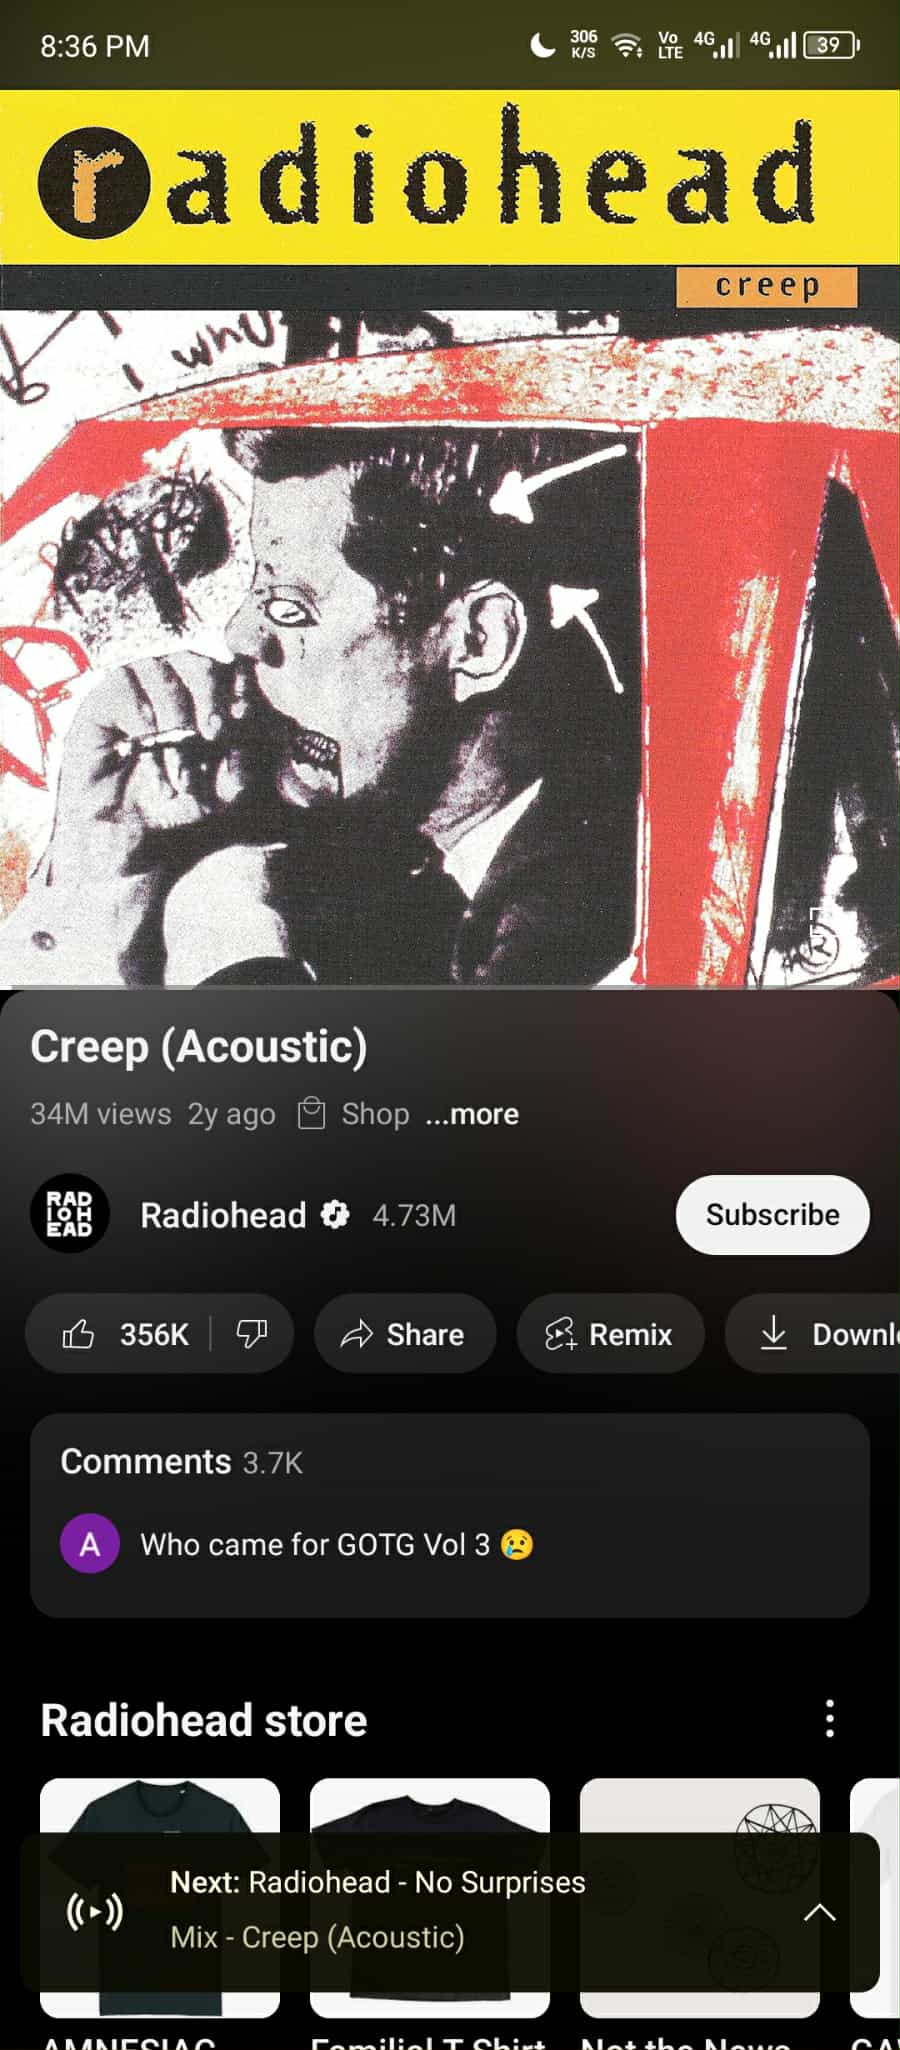 8:36 PM
306
K/S
Vo
LTE
4G
4G
39
radiohead
creep
i
Creep (Acoustic)
34M views 2y ago Shop ...more
RAD
IOH
EAD
Radiohead 4.73M
Subscribe
356K
Share
Remix
Downl
Comments 3.7K
A
Who came for GOTG Vol 3 😢
Radiohead store
Next: Radiohead - No Surprises
Mix - Creep (Acoustic)
AMNESIAC
Familial T-Shirt
Not the News